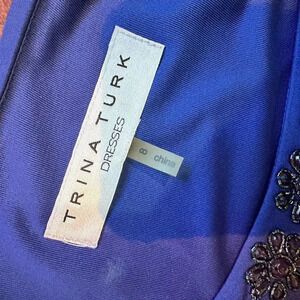 TRINA TURK
DRESSES
8 china